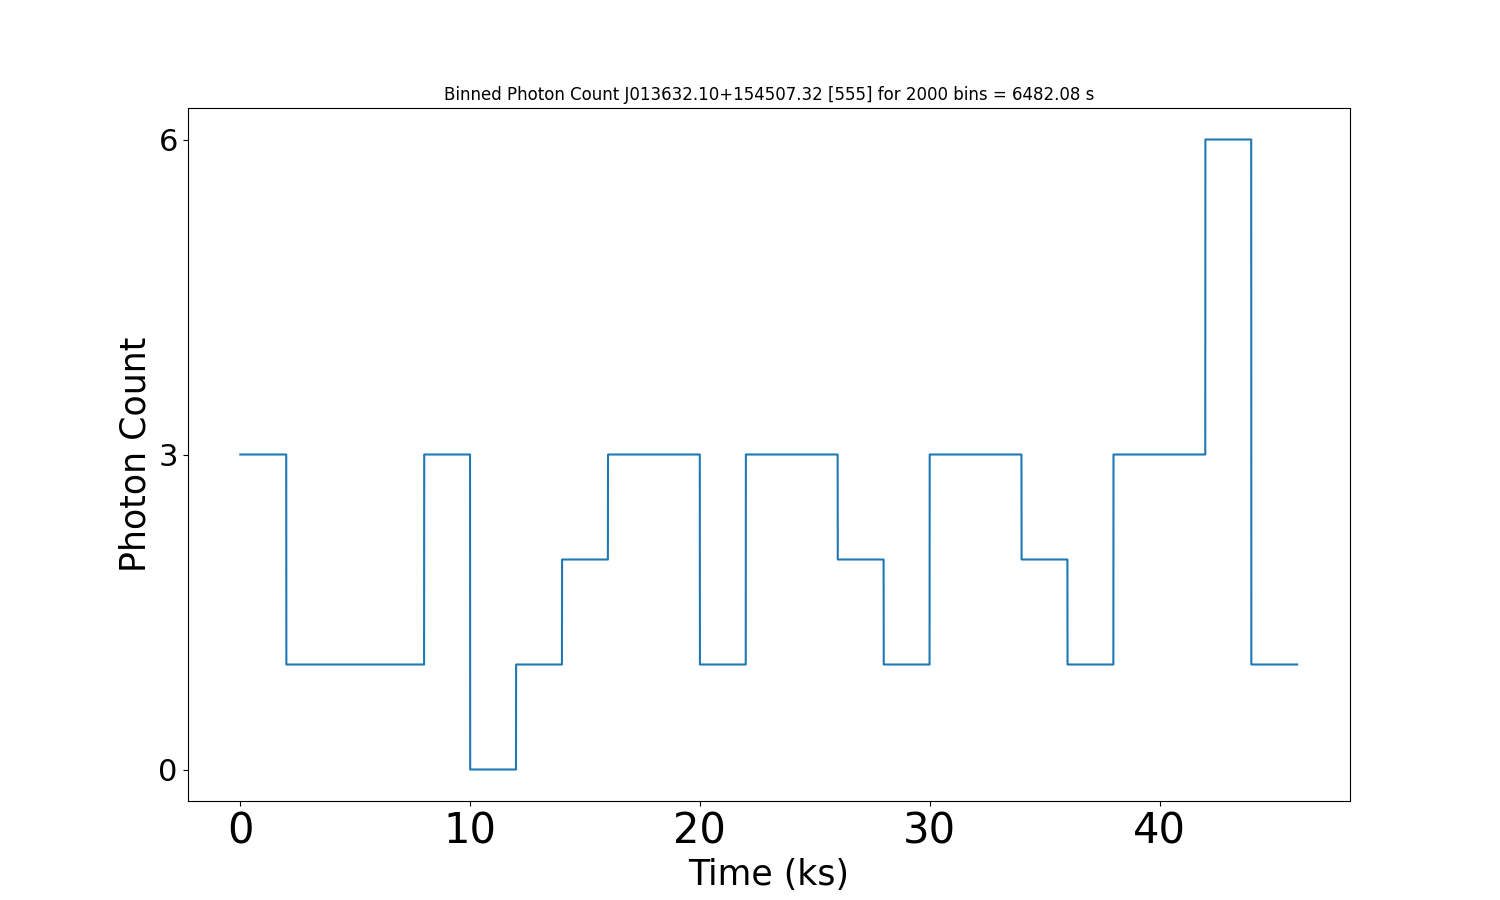 Binned Photon Count J013632.10+154507.32 [555] for 2000 bins = 6482.08 s
6
3
0
Photon Count
0 10 20 30 40
Time (ks)